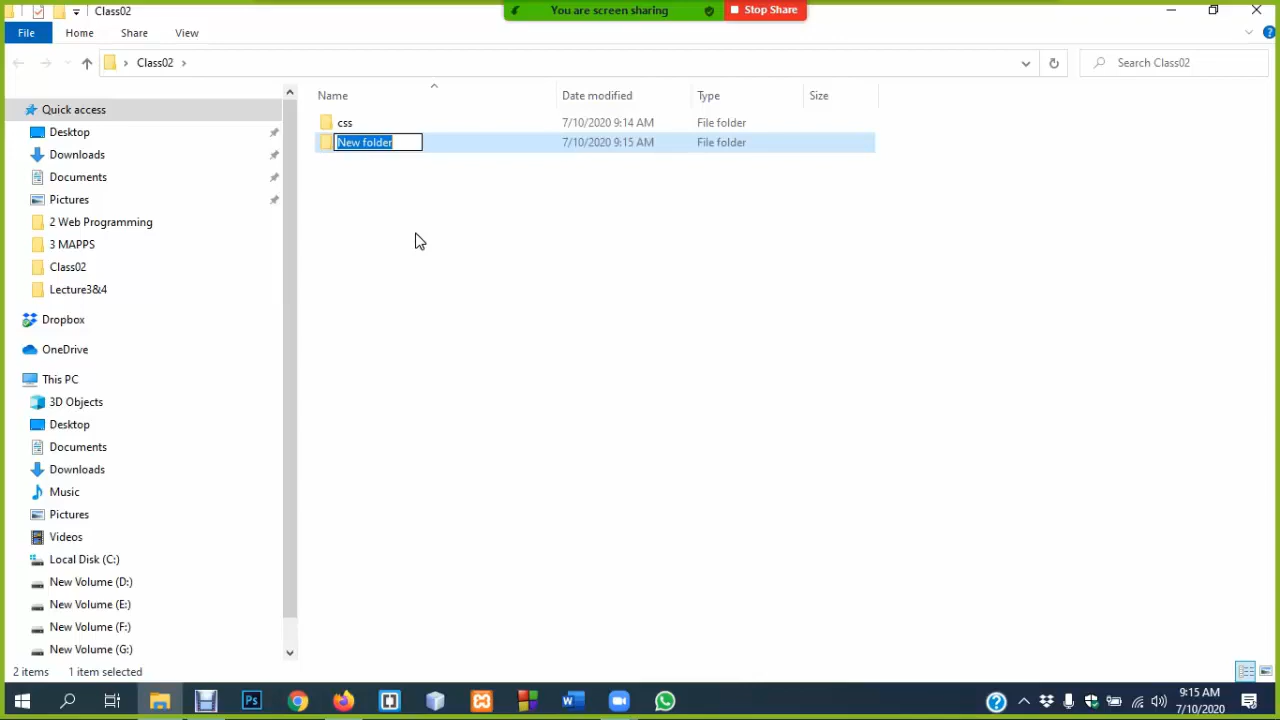 Class02
You are screen sharing
Stop Share
File
Home
Share
View
Class02
Search Class02
Name
Date modified
Type
Size
Quick access
Desktop
Downloads
Documents
Pictures
2 Web Programming
3 MAPPS
Class02
Lecture3&4
Dropbox
OneDrive
This PC
3D Objects
Desktop
Documents
Downloads
Music
Pictures
Videos
Local Disk (C:)
New Volume (D:)
New Volume (E:)
New Volume (F:)
New Volume (G:)
css 7/10/2020 9:14 AM File folder
New folder 7/10/2020 9:15 AM File folder
2 items 1 item selected
Ps
9:15 AM
7/10/2020